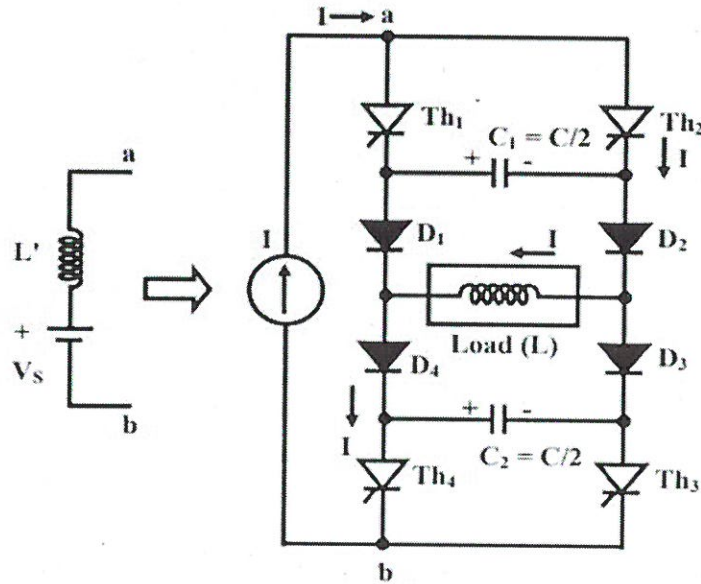 I a
Th₁ Th₂
C₁ = C/2
+ -
I
a
D₁ D₂
L'
I
I
+
Load (L)
Vs
D₄ D₃
b
+ -
I
C₂ = C/2
Th₄ Th₃
b